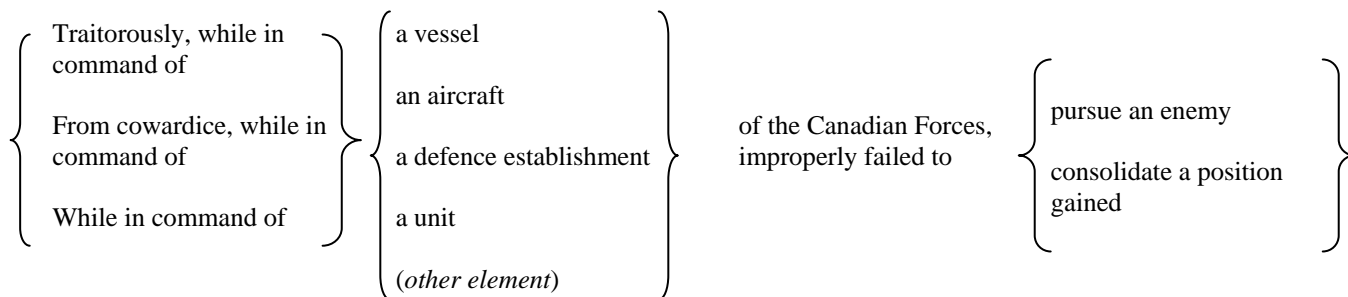 Traitorously, while in
command of
From cowardice, while in
command of
While in command of
a vessel
an aircraft
a defence establishment
a unit
(other element)
of the Canadian Forces,
improperly failed to
pursue an enemy
consolidate a position
gained